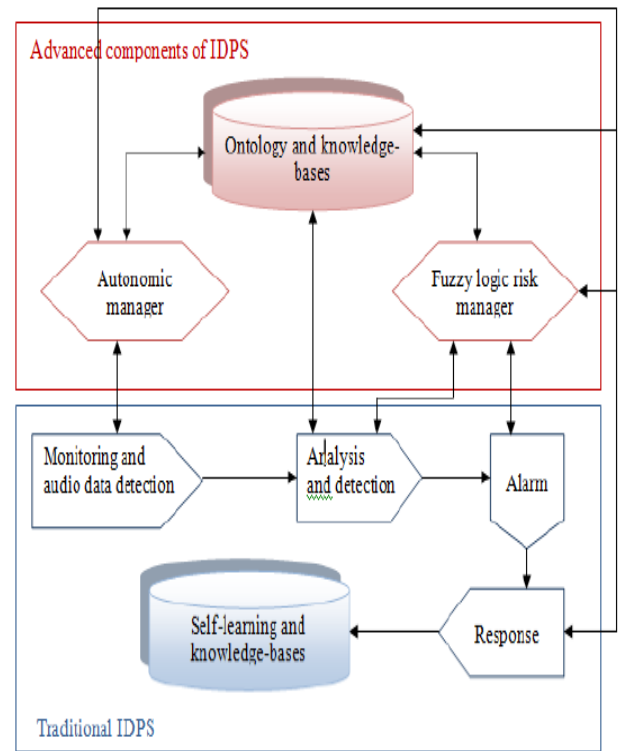 Advanced components of IDPS
Ontology and knowledge-
bases
Autonomic
manager
Fuzzy logic risk
manager
Monitoring and
audio data detection
Analysis
and detection
Alarm
Self-learning and
knowledge-bases
Response
Traditional IDPS